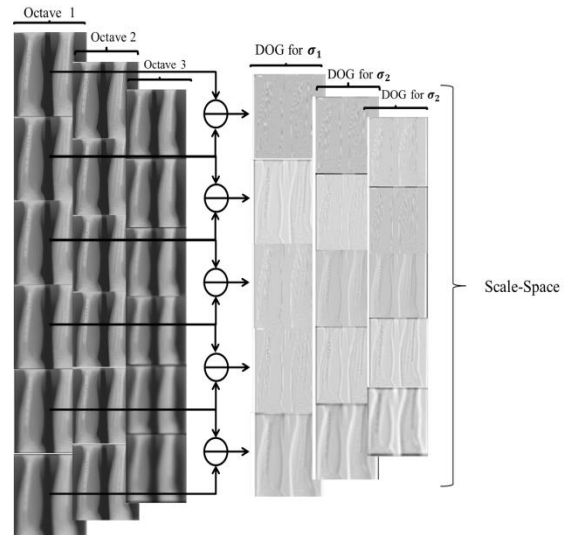 Octave 1
Octave 2
Octave 3
DOG for σ₁
DOG for σ₂
DOG for σ₂
Scale-Space